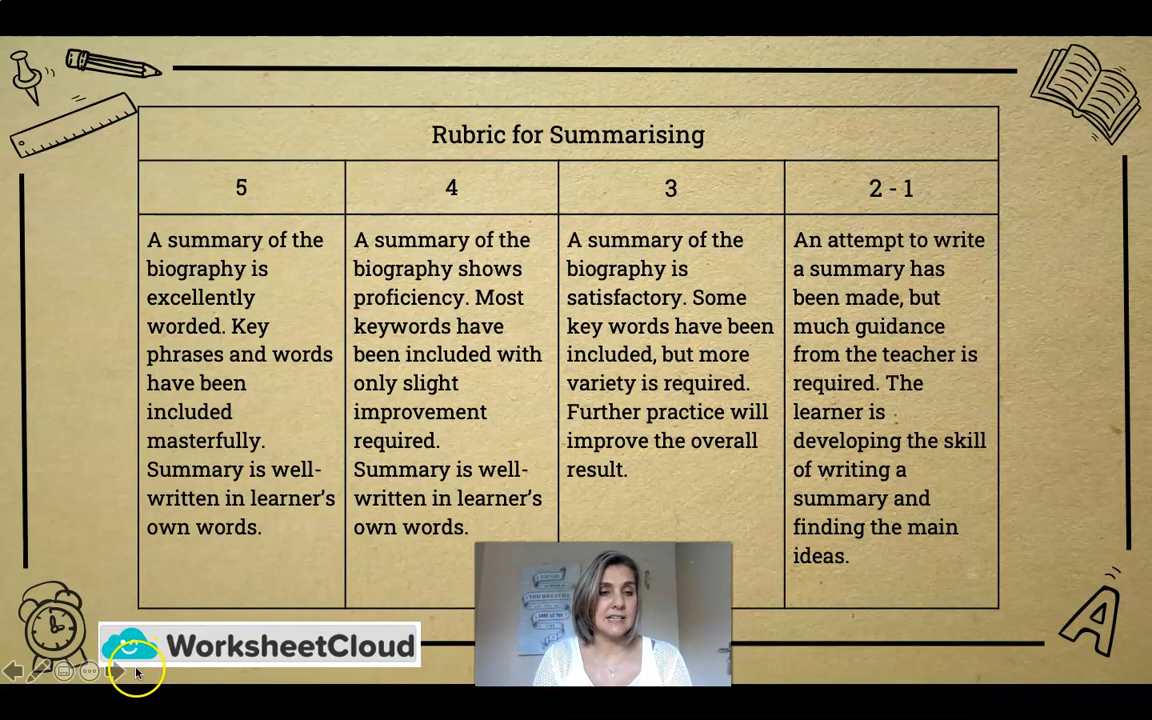 Rubric for Summarising
5
4
3
2 - 1
A summary of the
biography is
excellently
worded. Key
phrases and words
have been
included
masterfully.
Summary is well-
written in learner's
own words.
A summary of the
biography shows
proficiency. Most
keywords have
been included with
only slight
improvement
required.
Summary is well-
written in learner's
own words.
A summary of the
biography is
satisfactory. Some
key words have been
included, but more
variety is required.
Further practice will
improve the overall
result.
An attempt to write
a summary has
been made, but
much guidance
from the teacher is
required. The
learner is
developing the skill
of writing a
summary and
finding the main
ideas.
YOU BREATHE
WorksheetCloud
A